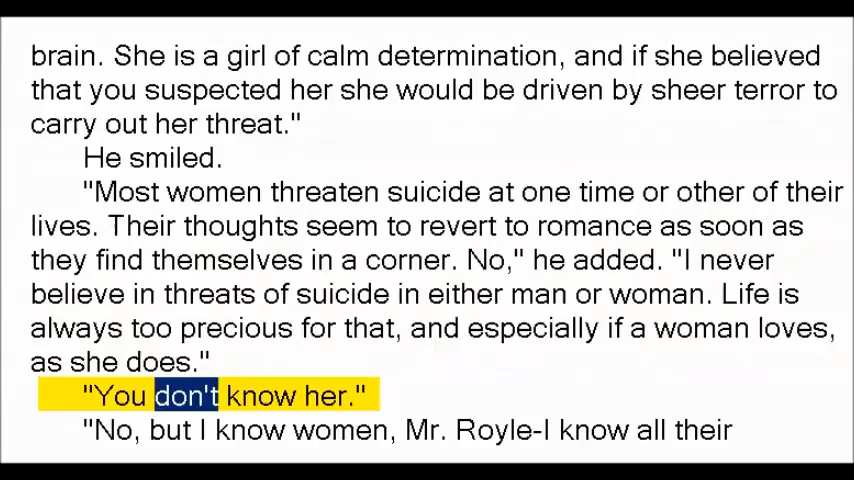 brain. She is a girl of calm determination, and if she believed
that you suspected her she would be driven by sheer terror to
carry out her threat."
He smiled.
"Most women threaten suicide at one time or other of their
lives. Their thoughts seem to revert to romance as soon as
they find themselves in a corner. No," he added. "I never
believe in threats of suicide in either man or woman. Life is
always too precious for that, and especially if a woman loves,
as she does."
"You don't know her."
"No, but I know women, Mr. Royle-I know all their